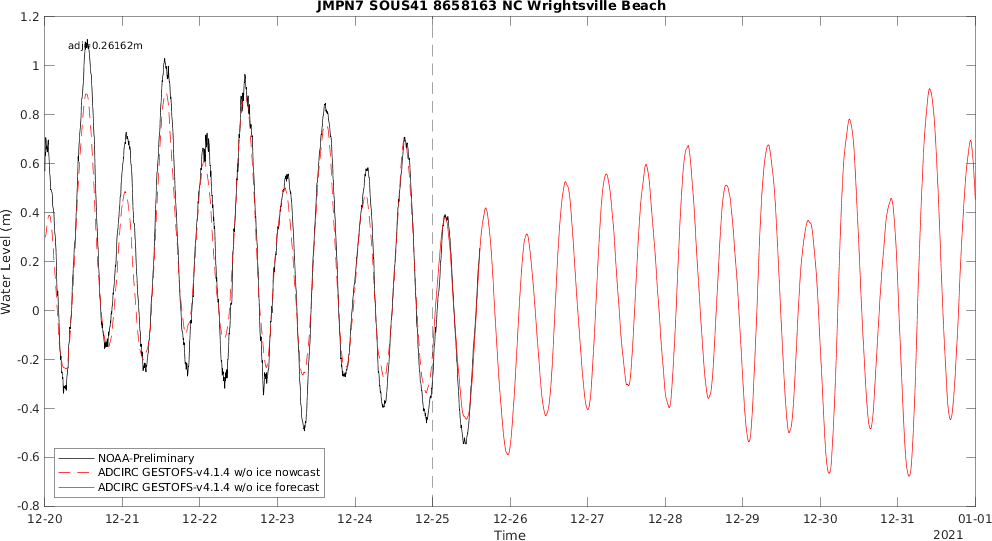 JMPN7 SOUS41 8658163 NC Wrightsville Beach
adj=0.26162m
1.2
1
0.8
0.6
0.4
0.2
0
-0.2
-0.4
-0.6
-0.8
Water Level (m)
NOAA-Preliminary
ADCIRC GESTOFS-v4.1.4 w/o ice nowcast
ADCIRC GESTOFS-v4.1.4 w/o ice forecast
12-20 12-21 12-22 12-23 12-24 12-25 12-26 12-27 12-28 12-29 12-30 12-31 01-01
Time
2021